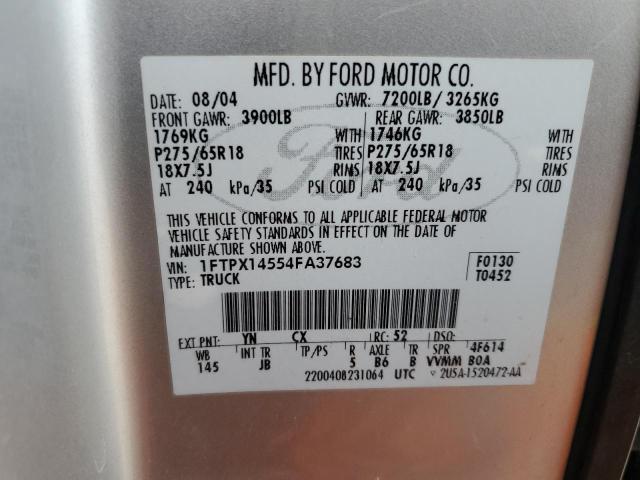 MFD. BY FORD MOTOR CO.
DATE: 08/04 GVWR: 7200LB/ 3265KG
FRONT GAWR: 3900LB REAR GAWR: 3850LB
1769KG WITH 1746KG WITH
P275/65R18 TIRES P275/65R18 TIRES
18X7.5J RIMS 18X7.5J RIMS
AT 240 kPa/35 PSI COLD AT 240 kPa/35 PSI COLD
Ford
THIS VEHICLE CONFORMS TO ALL APPLICABLE FEDERAL MOTOR
VEHICLE SAFETY STANDARDS IN EFFECT ON THE DATE OF
MANUFACTURE SHOWN ABOVE.
VIN: 1FTPX14554FA37683 F0130
TYPE: TRUCK T0452
EXT PNT: YN CX RC: 52 DSO:
WB INT TR TP/PS R AXLE TR SPR 4F614
145 JB 5 B6 B VVMM BOA
2200408231064 UTC 2U5A-1520472-AA